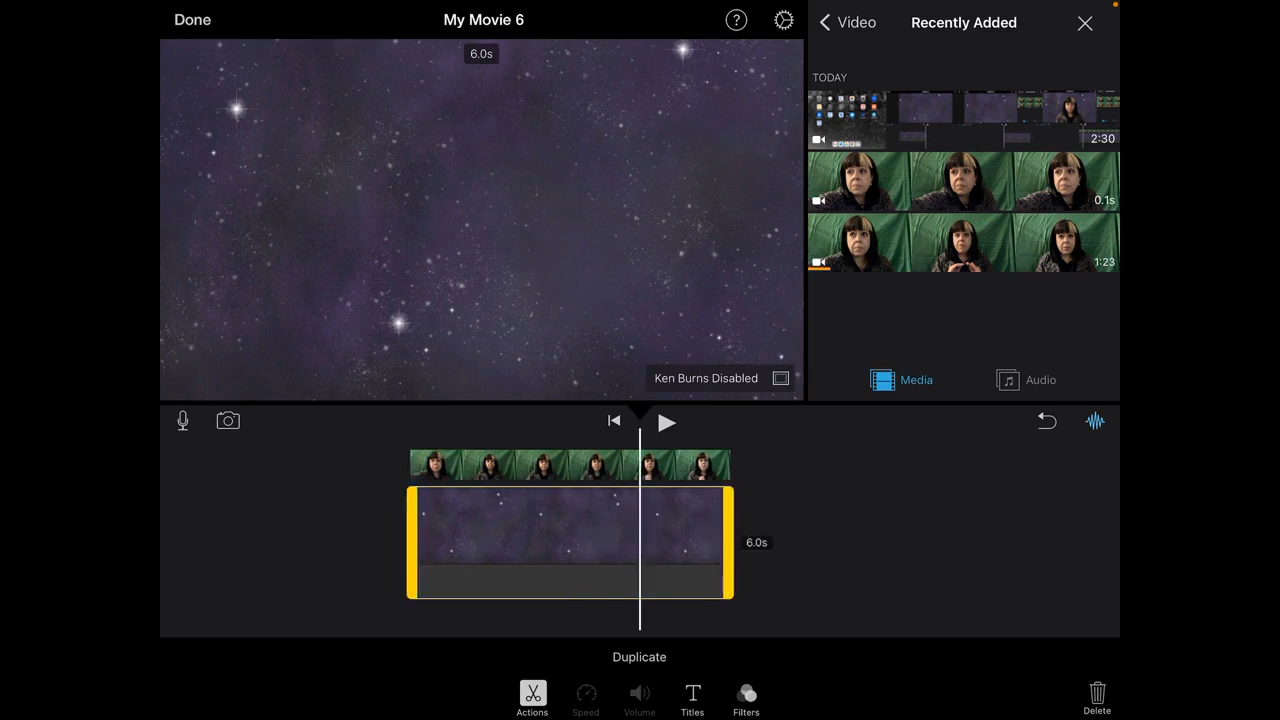 Done
My Movie 6
?
Video
Recently Added
6.0s
TODAY
2:30
0.1s
1:23
Ken Burns Disabled
Media
Audio
6.0s
Duplicate
Actions
Speed
Volume
Titles
Filters
Delete